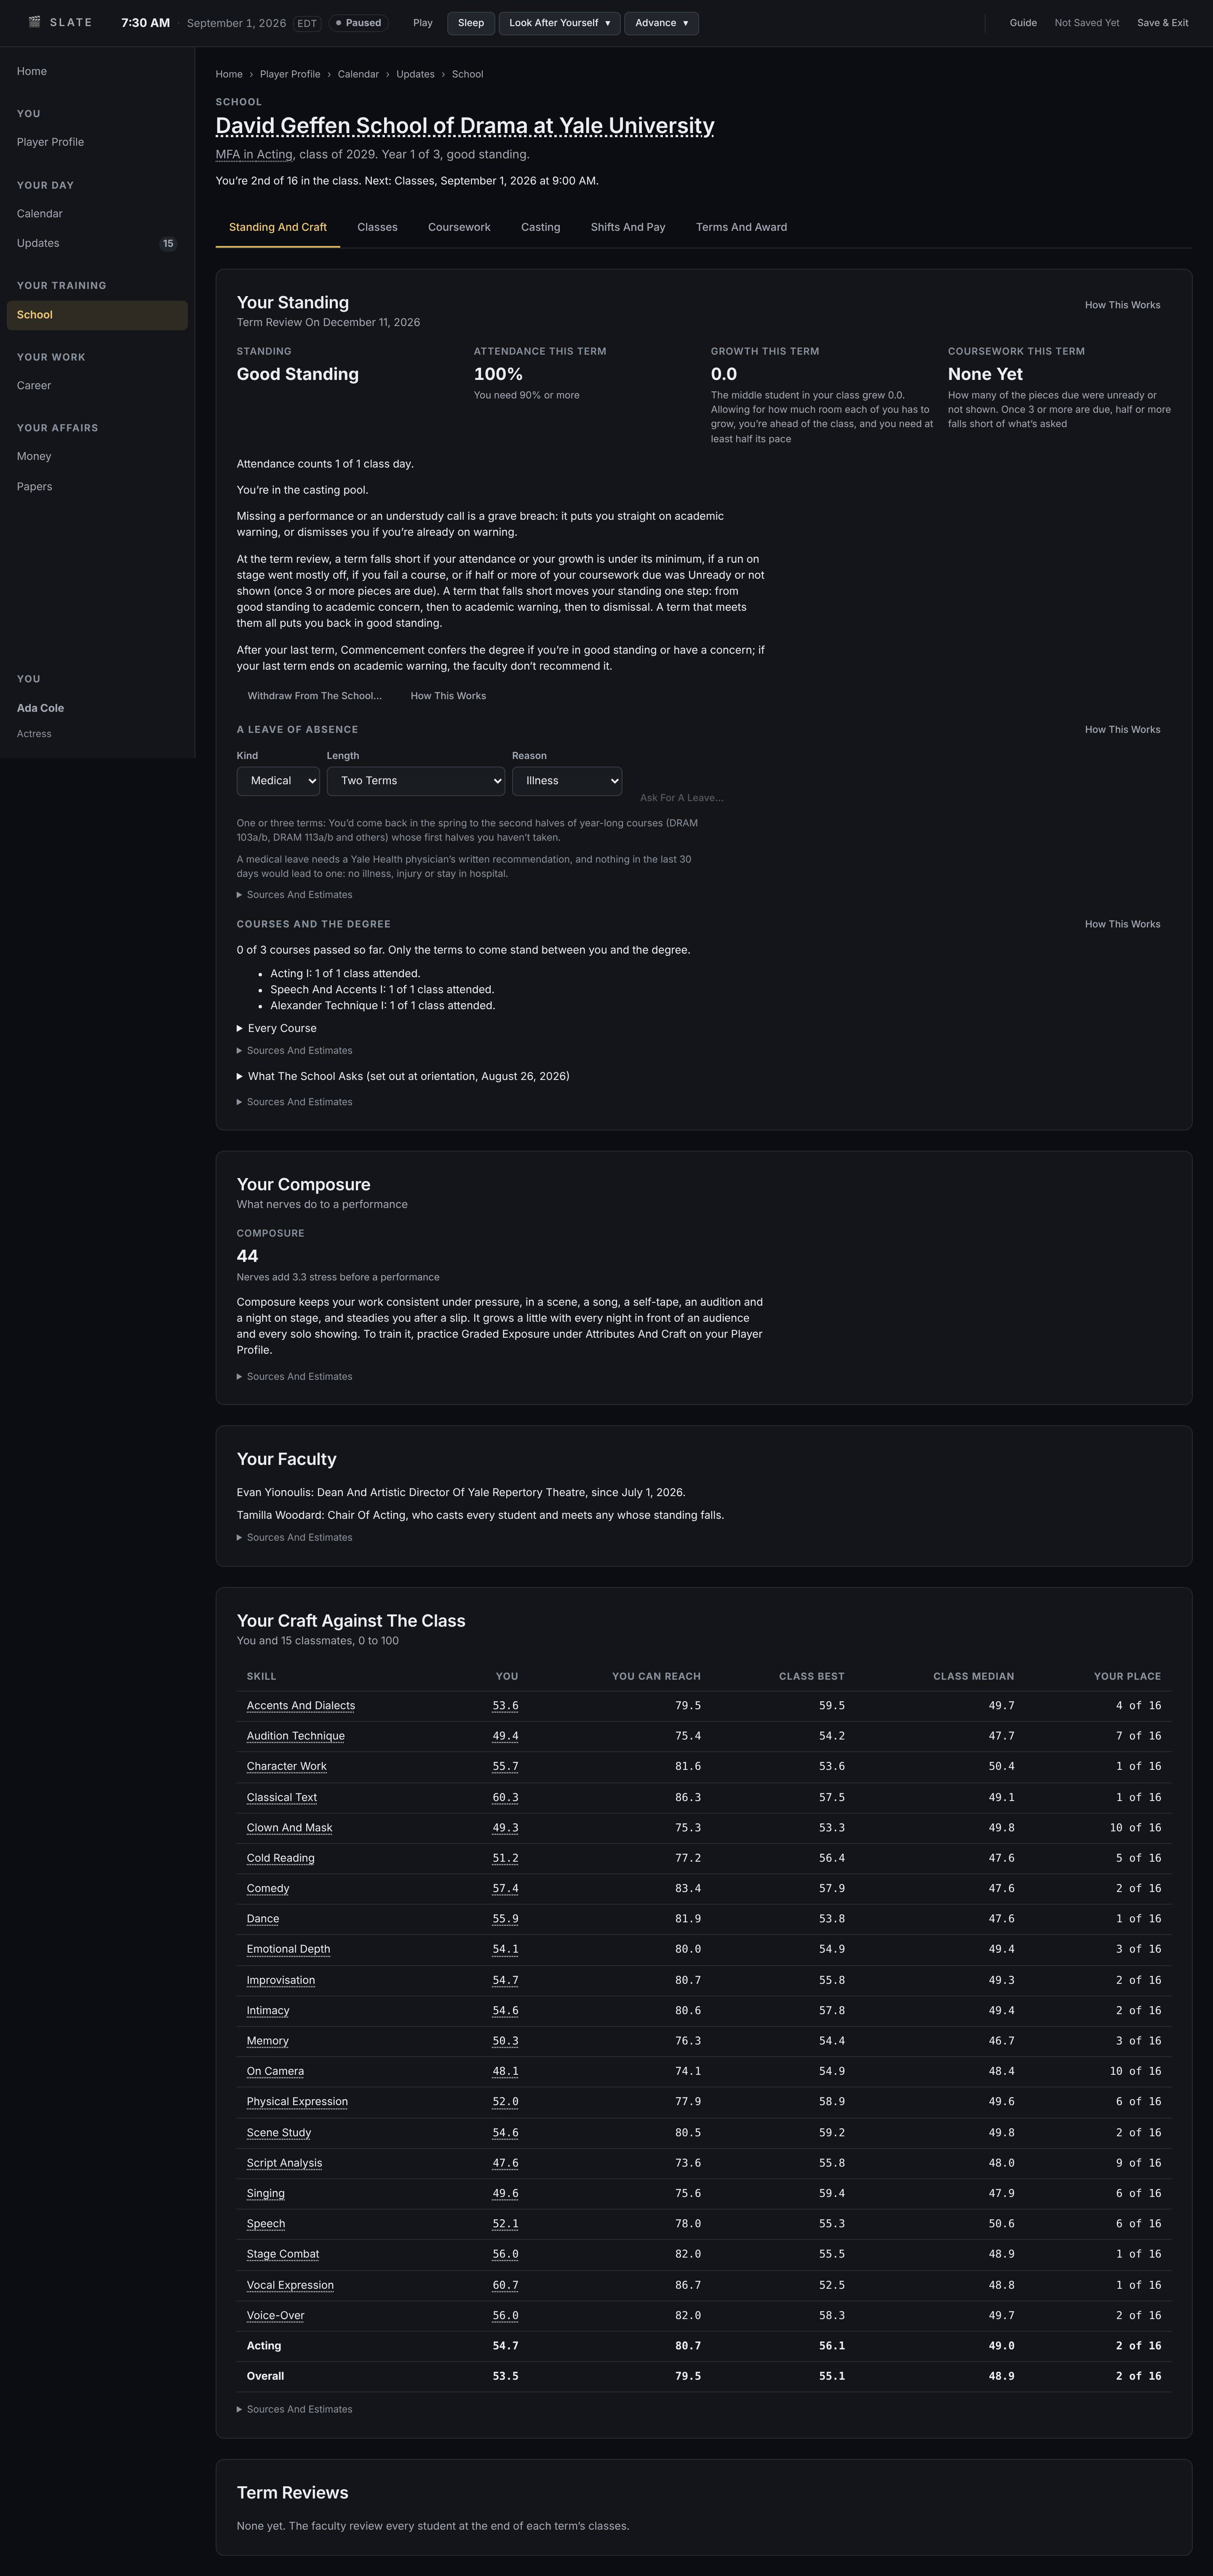 SLATE
7:30 AM · September 1, 2026 EDT Paused Play Sleep Look After Yourself ▾ Advance ▾ Guide Not Saved Yet Save & Exit
Home
YOU
Player Profile
YOUR DAY
Calendar
Updates 15
YOUR TRAINING
School
YOUR WORK
Career
YOUR AFFAIRS
Money
Papers
YOU
Ada Cole
Actress
Home › Player Profile › Calendar › Updates › School
SCHOOL
David Geffen School of Drama at Yale University
MFA in Acting, class of 2029. Year 1 of 3, good standing.
You’re 2nd of 16 in the class. Next: Classes, September 1, 2026 at 9:00 AM.
Standing And Craft Classes Coursework Casting Shifts And Pay Terms And Award
Your Standing
How This Works
Term Review On December 11, 2026
STANDING
Good Standing
ATTENDANCE THIS TERM
100%
You need 90% or more
GROWTH THIS TERM
0.0
The middle student in your class grew 0.0.
Allowing for how much room each of you has to
grow, you’re ahead of the class, and you need at
least half its pace
COURSEWORK THIS TERM
None Yet
How many of the pieces due were unready or
not shown. Once 3 or more are due, half or more
falls short of what’s asked
Attendance counts 1 of 1 class day.
You’re in the casting pool.
Missing a performance or an understudy call is a grave breach: it puts you straight on academic
warning, or dismisses you if you’re already on warning.
At the term review, a term falls short if your attendance or your growth is under its minimum, if a run on
stage went mostly off, if you fail a course, or if half or more of your coursework due was Unready or not
shown (once 3 or more pieces are due). A term that falls short moves your standing one step: from
good standing to academic concern, then to academic warning, then to dismissal. A term that meets
them all puts you back in good standing.
After your last term, Commencement confers the degree if you’re in good standing or have a concern; if
your last term ends on academic warning, the faculty don’t recommend it.
Withdraw From The School... How This Works
A LEAVE OF ABSENCE
How This Works
Kind Length Reason
Medical Two Terms Illness Ask For A Leave...
One or three terms: You’d come back in the spring to the second halves of year-long courses (DRAM
103a/b, DRAM 113a/b and others) whose first halves you haven’t taken.
A medical leave needs a Yale Health physician’s written recommendation, and nothing in the last 30
days would lead to one: no illness, injury or stay in hospital.
▶ Sources And Estimates
COURSES AND THE DEGREE
How This Works
0 of 3 courses passed so far. Only the terms to come stand between you and the degree.
• Acting I: 1 of 1 class attended.
• Speech And Accents I: 1 of 1 class attended.
• Alexander Technique I: 1 of 1 class attended.
▶ Every Course
▶ Sources And Estimates
▶ What The School Asks (set out at orientation, August 26, 2026)
▶ Sources And Estimates
Your Composure
What nerves do to a performance
COMPOSURE
44
Nerves add 3.3 stress before a performance
Composure keeps your work consistent under pressure, in a scene, a song, a self-tape, an audition and
a night on stage, and steadies you after a slip. It grows a little with every night in front of an audience
and every solo showing. To train it, practice Graded Exposure under Attributes And Craft on your Player
Profile.
▶ Sources And Estimates
Your Faculty
Evan Yionoulis: Dean And Artistic Director Of Yale Repertory Theatre, since July 1, 2026.
Tamilla Woodard: Chair Of Acting, who casts every student and meets any whose standing falls.
▶ Sources And Estimates
Your Craft Against The Class
You and 15 classmates, 0 to 100
SKILL YOU YOU CAN REACH CLASS BEST CLASS MEDIAN YOUR PLACE
Accents And Dialects 53.6 79.5 59.5 49.7 4 of 16
Audition Technique 49.4 75.4 54.2 47.7 7 of 16
Character Work 55.7 81.6 53.6 50.4 1 of 16
Classical Text 60.3 86.3 57.5 49.1 1 of 16
Clown And Mask 49.3 75.3 53.3 49.8 10 of 16
Cold Reading 51.2 77.2 56.4 47.6 5 of 16
Comedy 57.4 83.4 57.9 47.6 2 of 16
Dance 55.9 81.9 53.8 47.6 1 of 16
Emotional Depth 54.1 80.0 54.9 49.4 3 of 16
Improvisation 54.7 80.7 55.8 49.3 2 of 16
Intimacy 54.6 80.6 57.8 49.4 2 of 16
Memory 50.3 76.3 54.4 46.7 3 of 16
On Camera 48.1 74.1 54.9 48.4 10 of 16
Physical Expression 52.0 77.9 58.9 49.6 6 of 16
Scene Study 54.6 80.5 59.2 49.8 2 of 16
Script Analysis 47.6 73.6 55.8 48.0 9 of 16
Singing 49.6 75.6 59.4 47.9 6 of 16
Speech 52.1 78.0 55.3 50.6 6 of 16
Stage Combat 56.0 82.0 55.5 48.9 1 of 16
Vocal Expression 60.7 86.7 52.5 48.8 1 of 16
Voice-Over 56.0 82.0 58.3 49.7 2 of 16
Acting 54.7 80.7 56.1 49.0 2 of 16
Overall 53.5 79.5 55.1 48.9 2 of 16
▶ Sources And Estimates
Term Reviews
None yet. The faculty review every student at the end of each term’s classes.